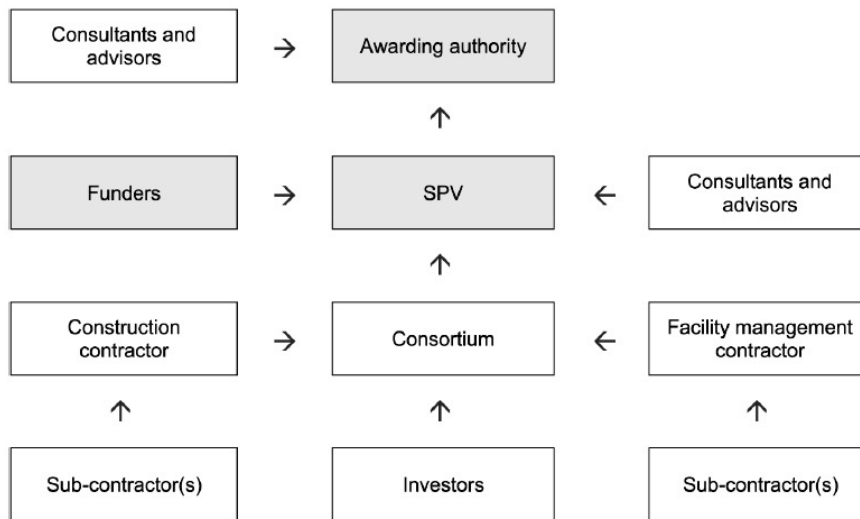 Consultants and
advisors
Awarding authority
Funders
SPV
Consultants and
advisors
Construction
contractor
Consortium
Facility management
contractor
Sub-contractor(s)
Investors
Sub-contractor(s)